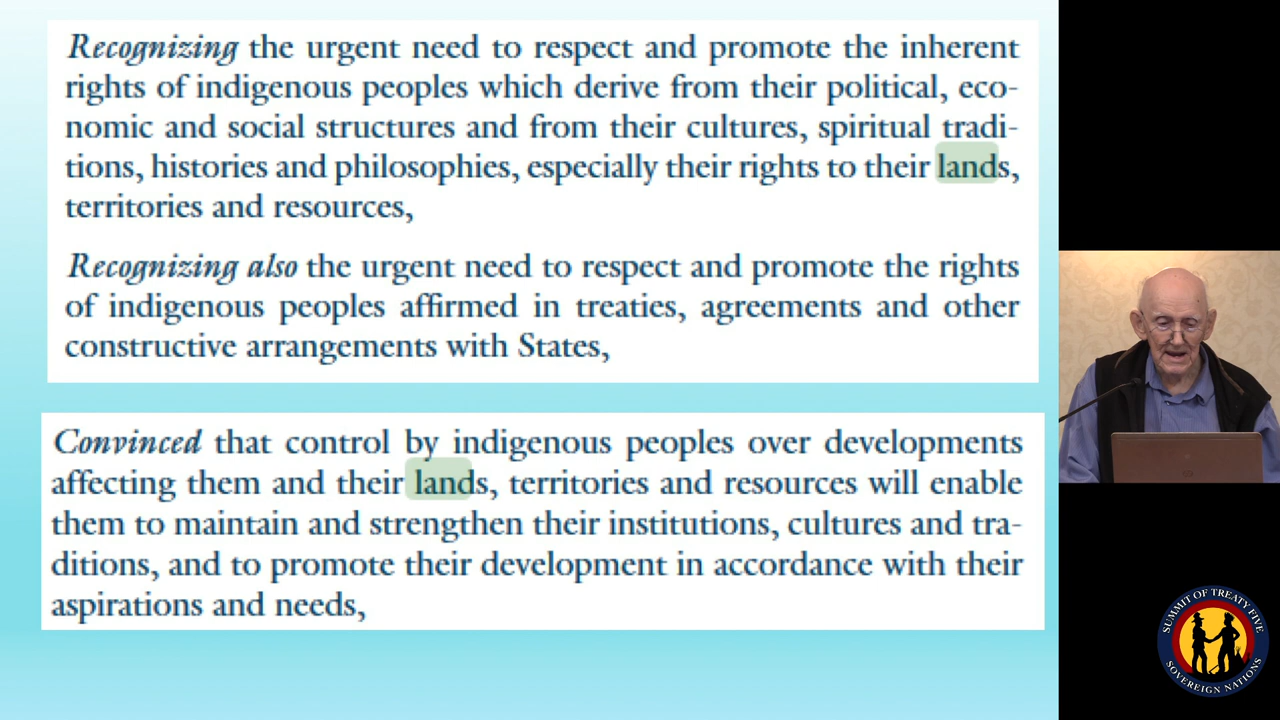 Recognizing the urgent need to respect and promote the inherent
rights of indigenous peoples which derive from their political, eco-
nomic and social structures and from their cultures, spiritual tradi-
tions, histories and philosophies, especially their rights to their lands,
territories and resources,
Recognizing also the urgent need to respect and promote the rights
of indigenous peoples affirmed in treaties, agreements and other
constructive arrangements with States,
Convinced that control by indigenous peoples over developments
affecting them and their lands, territories and resources will enable
them to maintain and strengthen their institutions, cultures and tra-
ditions, and to promote their development in accordance with their
aspirations and needs,
SUMMIT OF TREATY FIVE
SOVEREIGN NATIONS